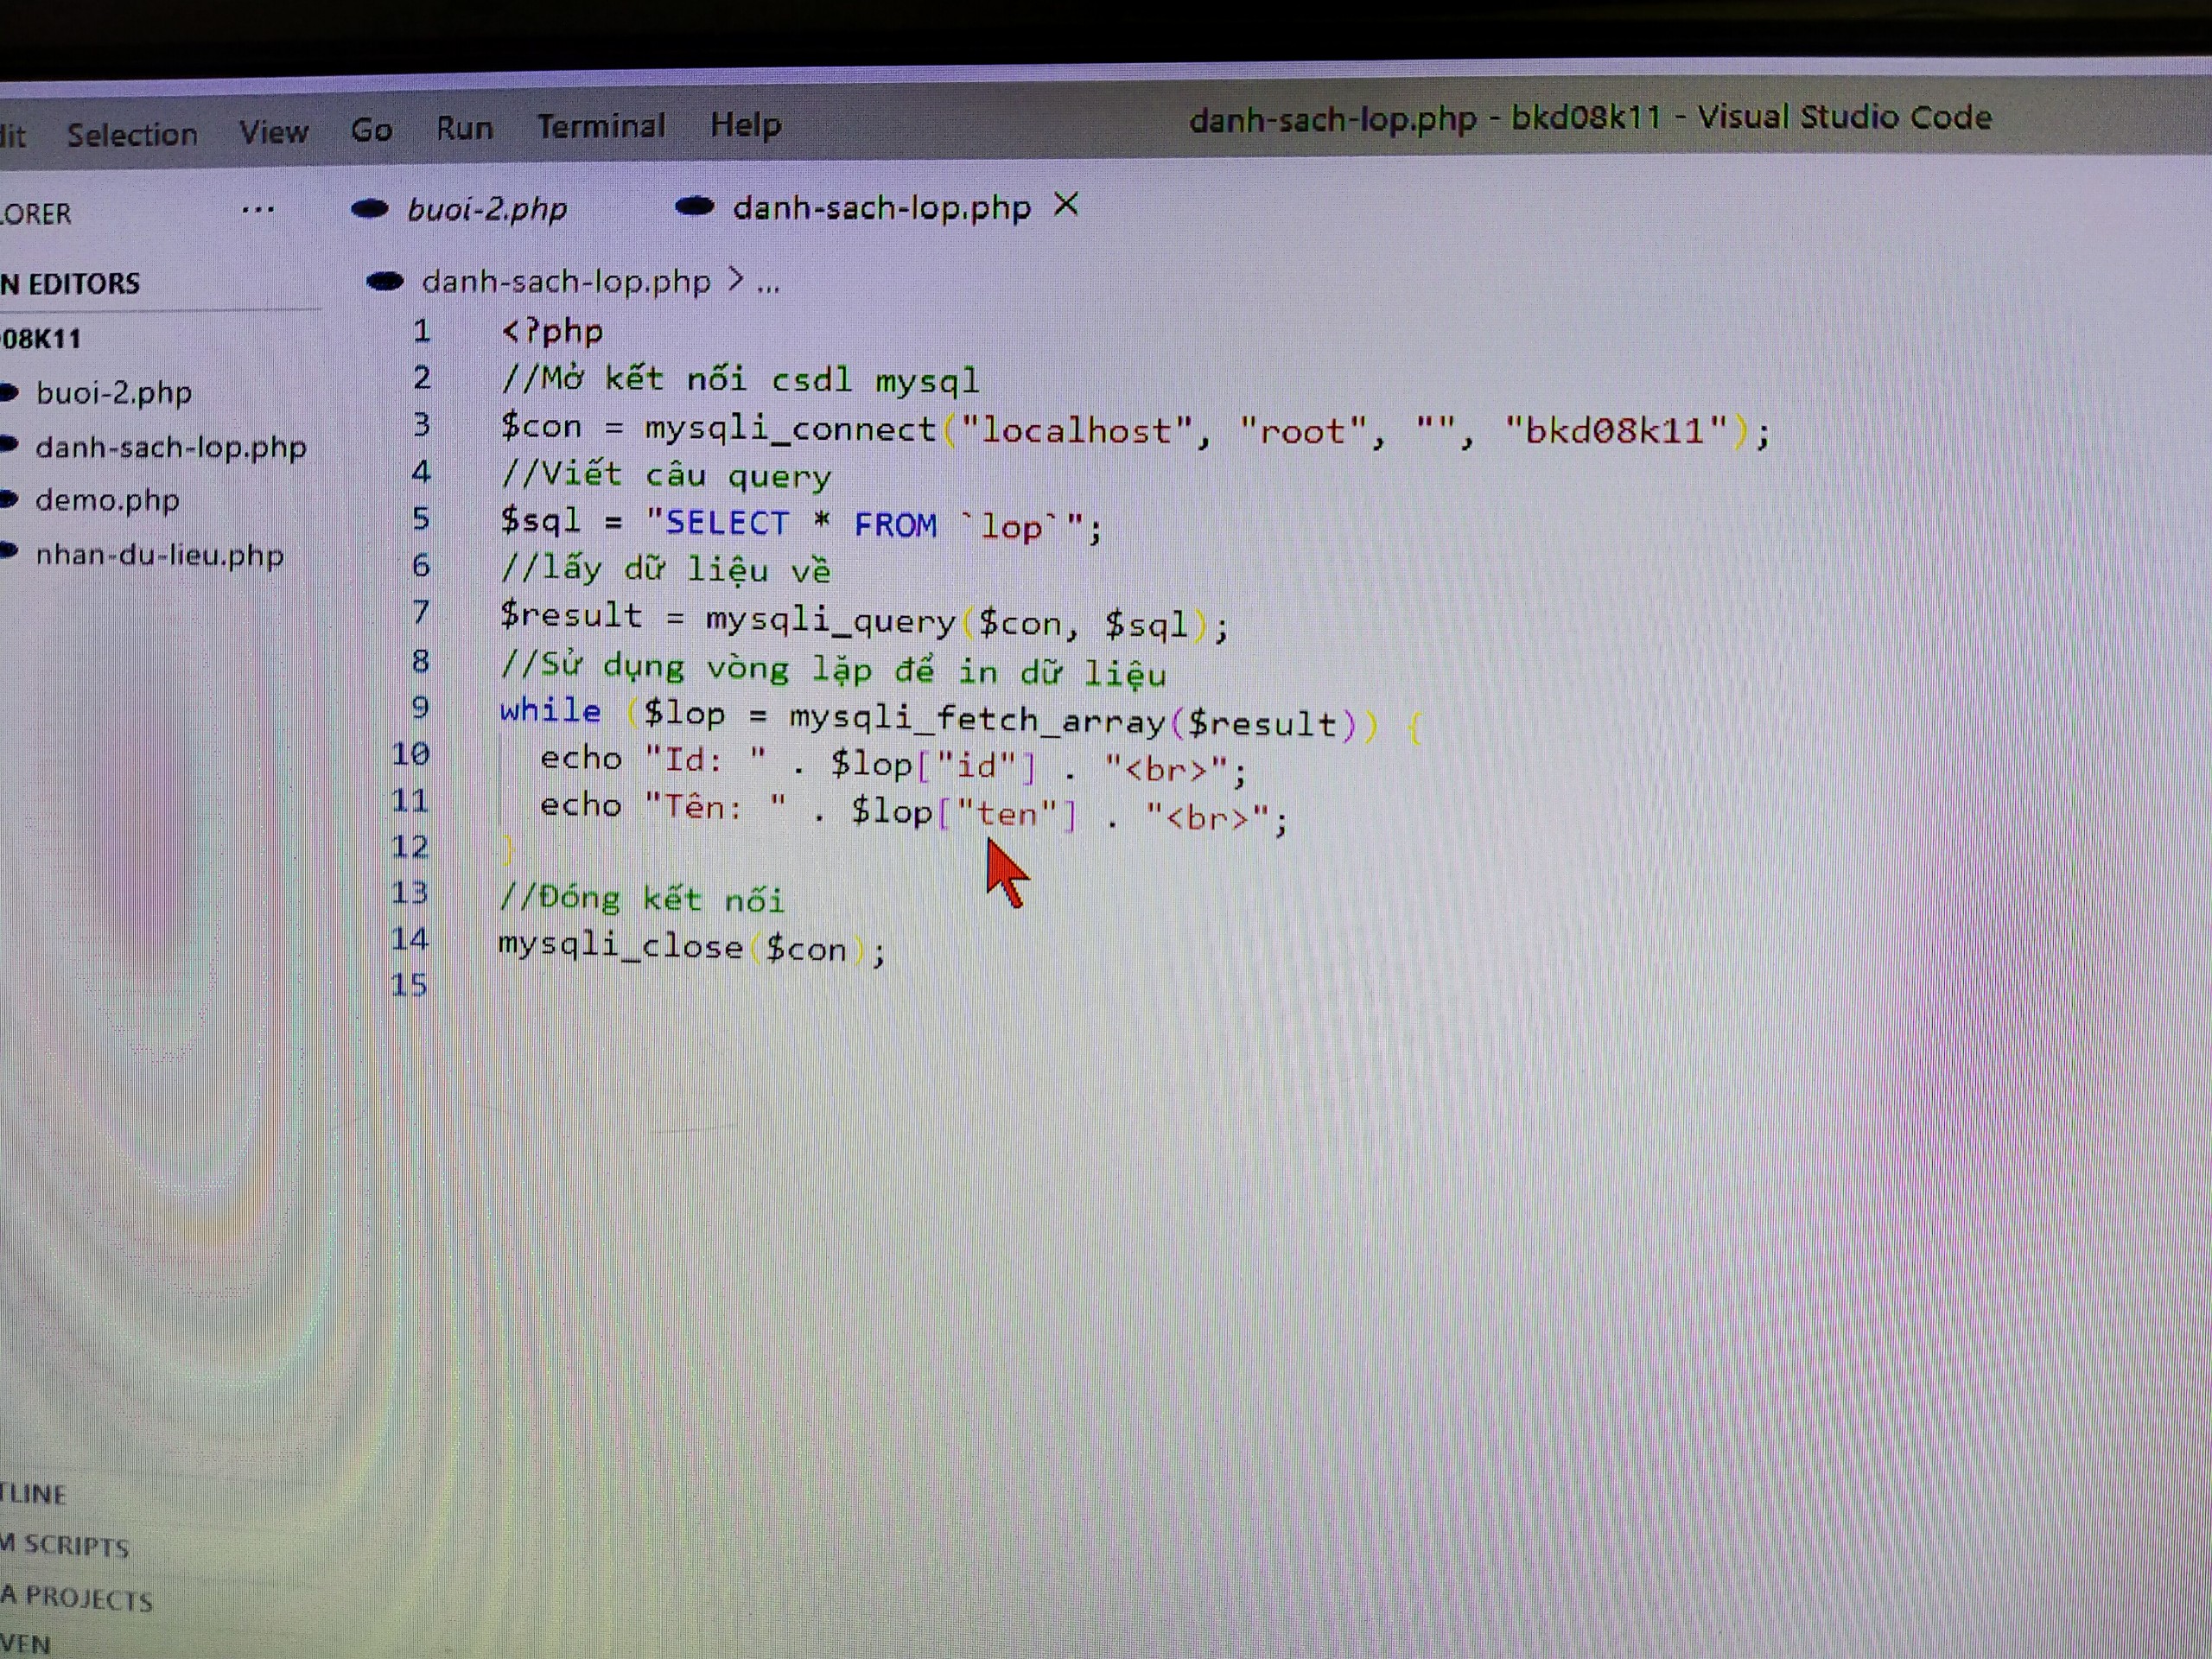 Selection View Go Run Terminal Help danh-sach-lop.php - bkd08k11 - Visual Studio Code
... buoi-2.php danh-sach-lop.php ×
EDITORS
danh-sach-lop.php > ...
08K11
buoi-2.php
danh-sach-lop.php
demo.php
nhan-du-lieu.php
1 <?php
2 //Mở kết nối csdl mysql
3 $con = mysqli_connect("localhost", "root", "", "bkd08k11");
4 //Viết câu query
5 $sql = "SELECT * FROM `lop`";
6 //lấy dữ liệu về
7 $result = mysqli_query($con, $sql);
8 //Sử dụng vòng lặp để in dữ liệu
9 while ($lop = mysqli_fetch_array($result)) {
10 echo "Id: " . $lop["id"] . "<br>";
11 echo "Tên: " . $lop["ten"] . "<br>";
12 }
13 //Đóng kết nối
14 mysqli_close($con);
15
SCRIPTS
PROJECTS